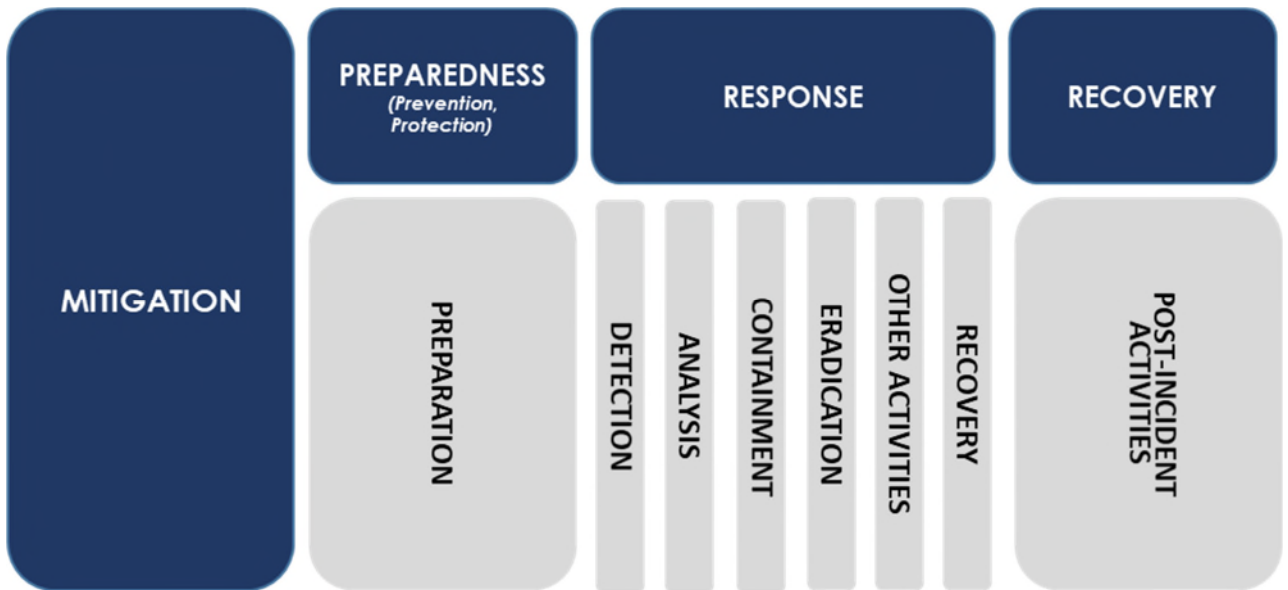 MITIGATION
PREPAREDNESS
(Prevention,
Protection)
RESPONSE
RECOVERY
PREPARATION
DETECTION
ANALYSIS
CONTAINMENT
ERADICATION
OTHER ACTIVITIES
RECOVERY
POST-INCIDENT
ACTIVITIES